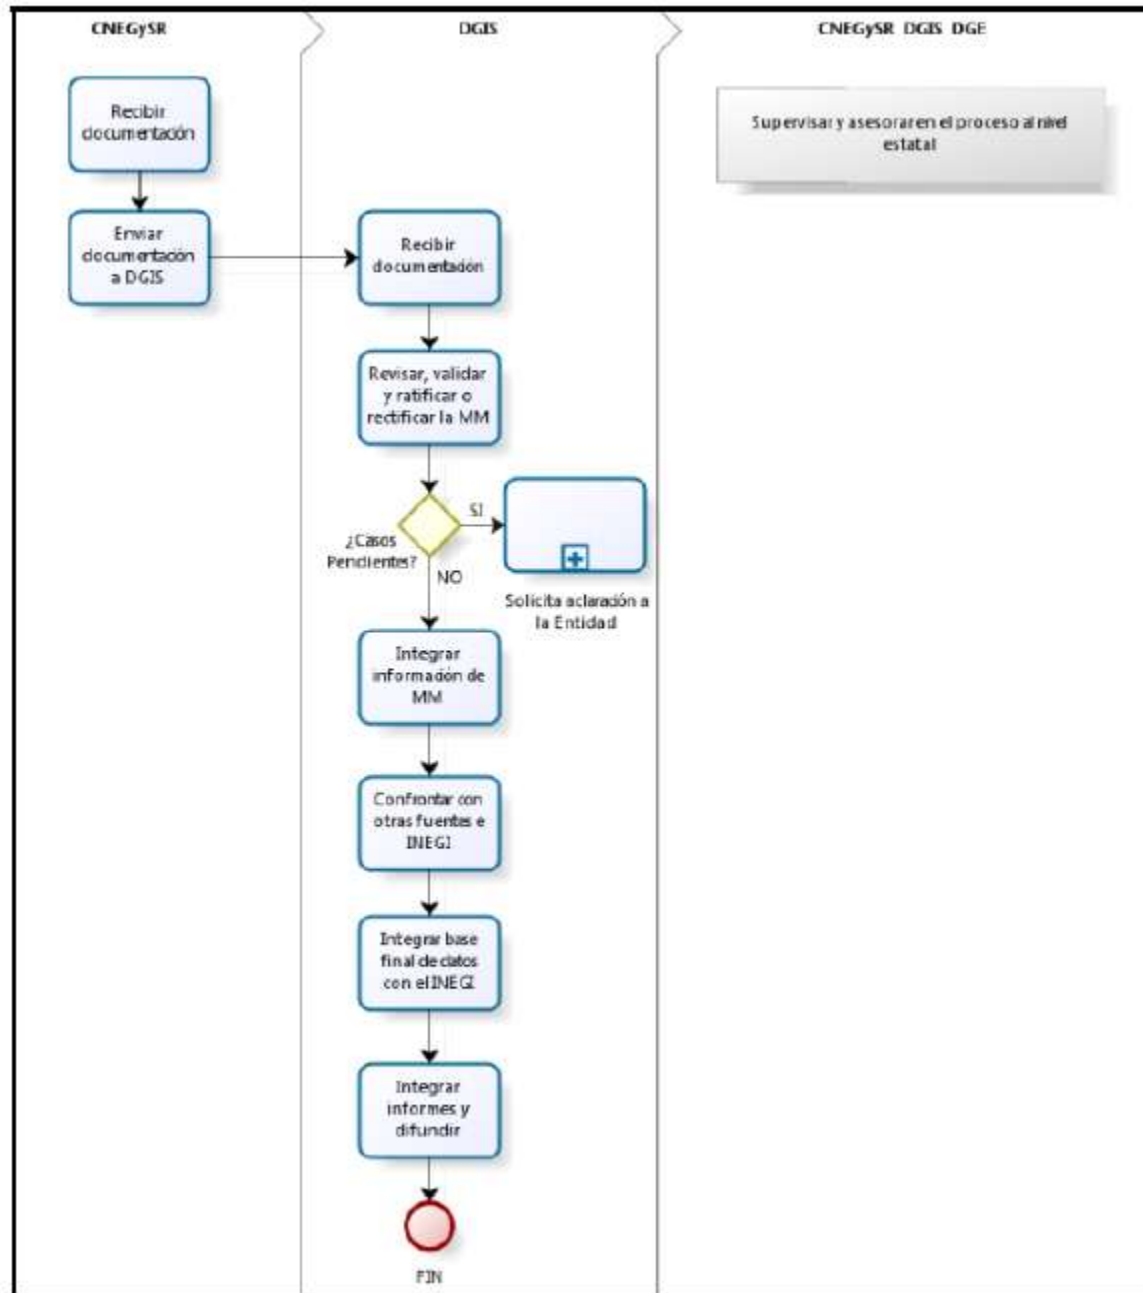 CNEGySR
DGIS
CNEGySR DGIS DGE
Recibir
documentación
Supervisar y asesorar en el proceso al nivel
estatal
Enviar
documentación
a DGIS
Recibir
documentación
Revisar, validar
y ratificar o
rectificar la MM
¿Casos
Pendientes?
SI
NO
Solicita aclaración a
la Entidad
Integrar
información de
MM
Confrontar con
otras fuentes e
INEGI
Integrar base
final de datos
con el INEGI
Integrar
informes y
difundir
FIN